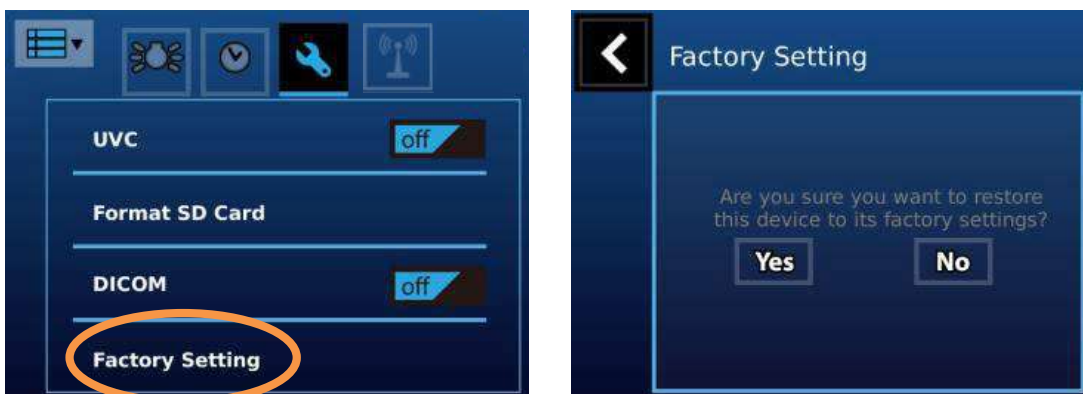 UVC
off
Format SD Card
DICOM
off
Factory Setting
Factory Setting
Are you sure you want to restore
this device to its factory settings?
Yes
No